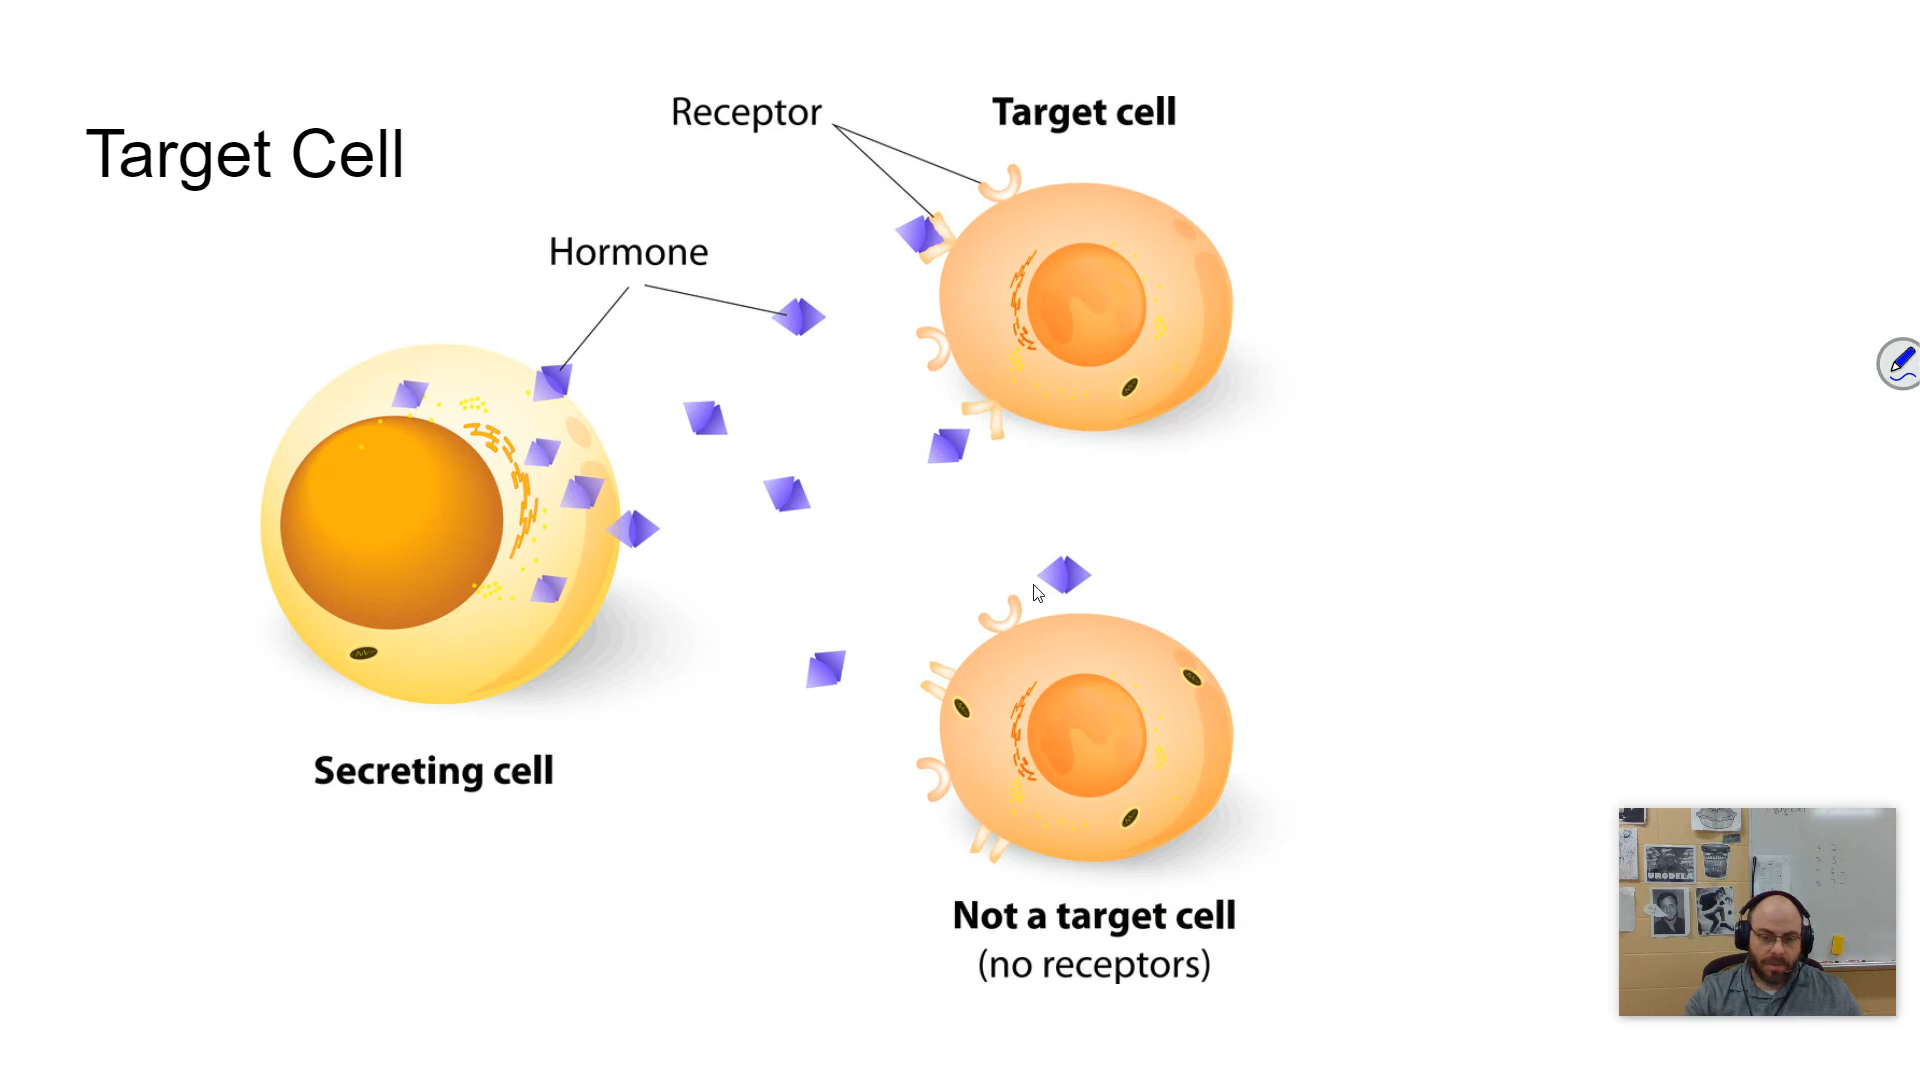 Target Cell
Receptor
Target cell
Hormone
Secreting cell
Not a target cell
(no receptors)
URODELA